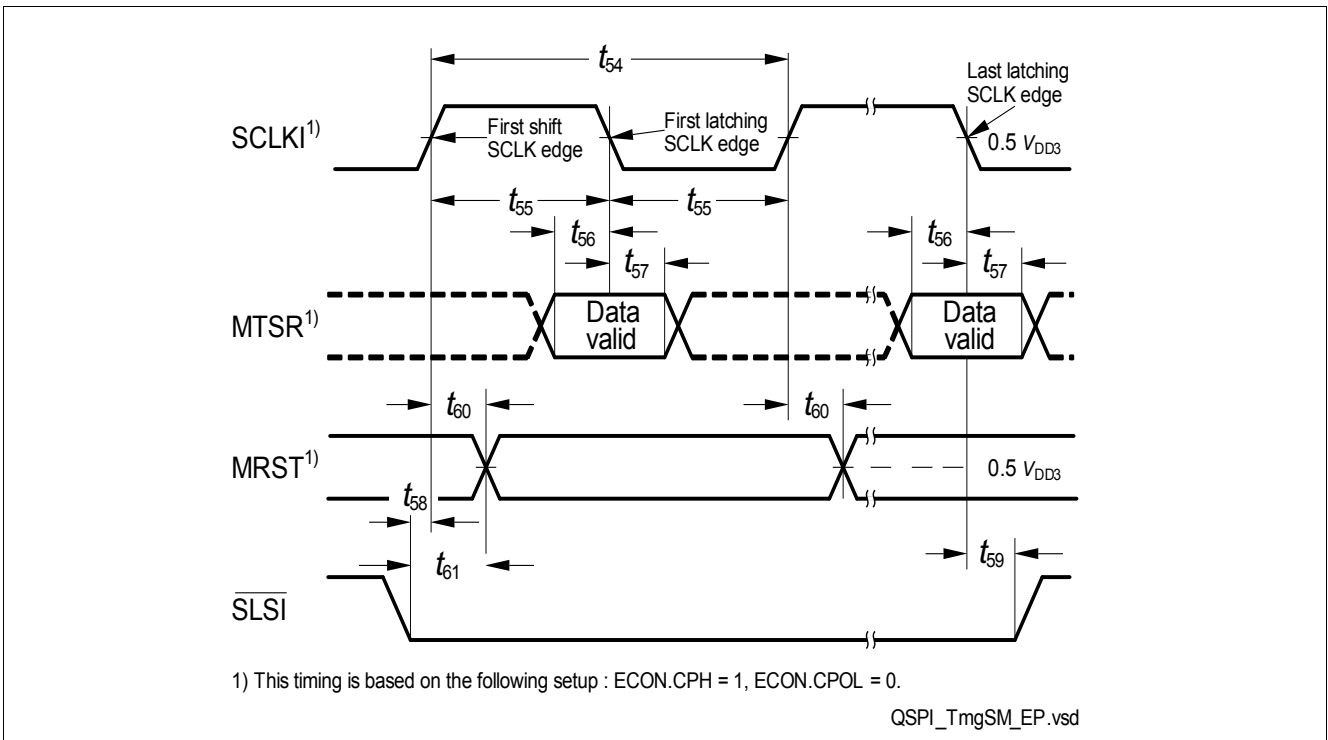 t54
Last latching
SCLK edge
SCLKI1)
First shift
SCLK edge
First latching
SCLK edge
0.5 VDD3
t55
t55
t56
t57
t56
t57
MTSR1)
Data
valid
Data
valid
t60
t60
MRST1)
0.5 VDD3
t58
t61
t59
SLSI
1) This timing is based on the following setup : ECON.CPH = 1, ECON.CPOL = 0.
QSPI_TmgSM_EP.vsd